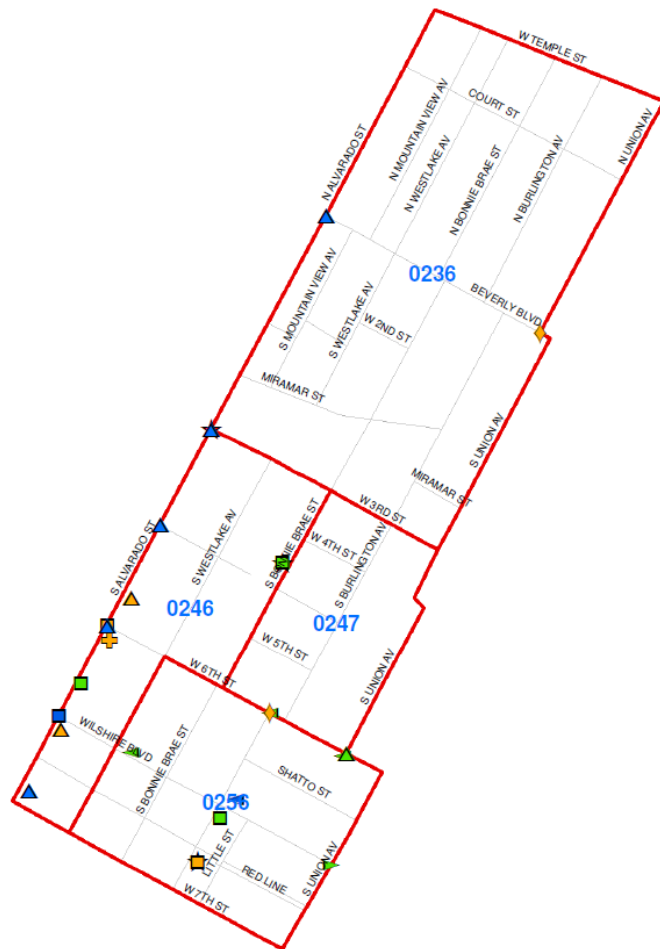 W TEMPLE ST
COURT ST
N UNION AV
N MOUNTAIN VIEW AV
N ALVARADO ST
N WESTLAKE AV
N BONNIE BRAE ST
N BURLINGTON AV
0236
BEVERLY BLVD
S MOUNTAIN VIEW AV
S WESTLAKE AV
W 2ND ST
MIRAMAR ST
S UNION AV
MIRAMAR ST
W 3RD ST
S ALVARADO ST
S WESTLAKE AV
S BONNIE BRAE ST
W 4TH ST
S BURLINGTON AV
0246
0247
W 5TH ST
W 6TH ST
S UNION AV
WILSHIRE BLVD
S BONNIE BRAE ST
SHATTO ST
0256
LITTLE ST
S UNION AV
RED LINE
W 7TH ST